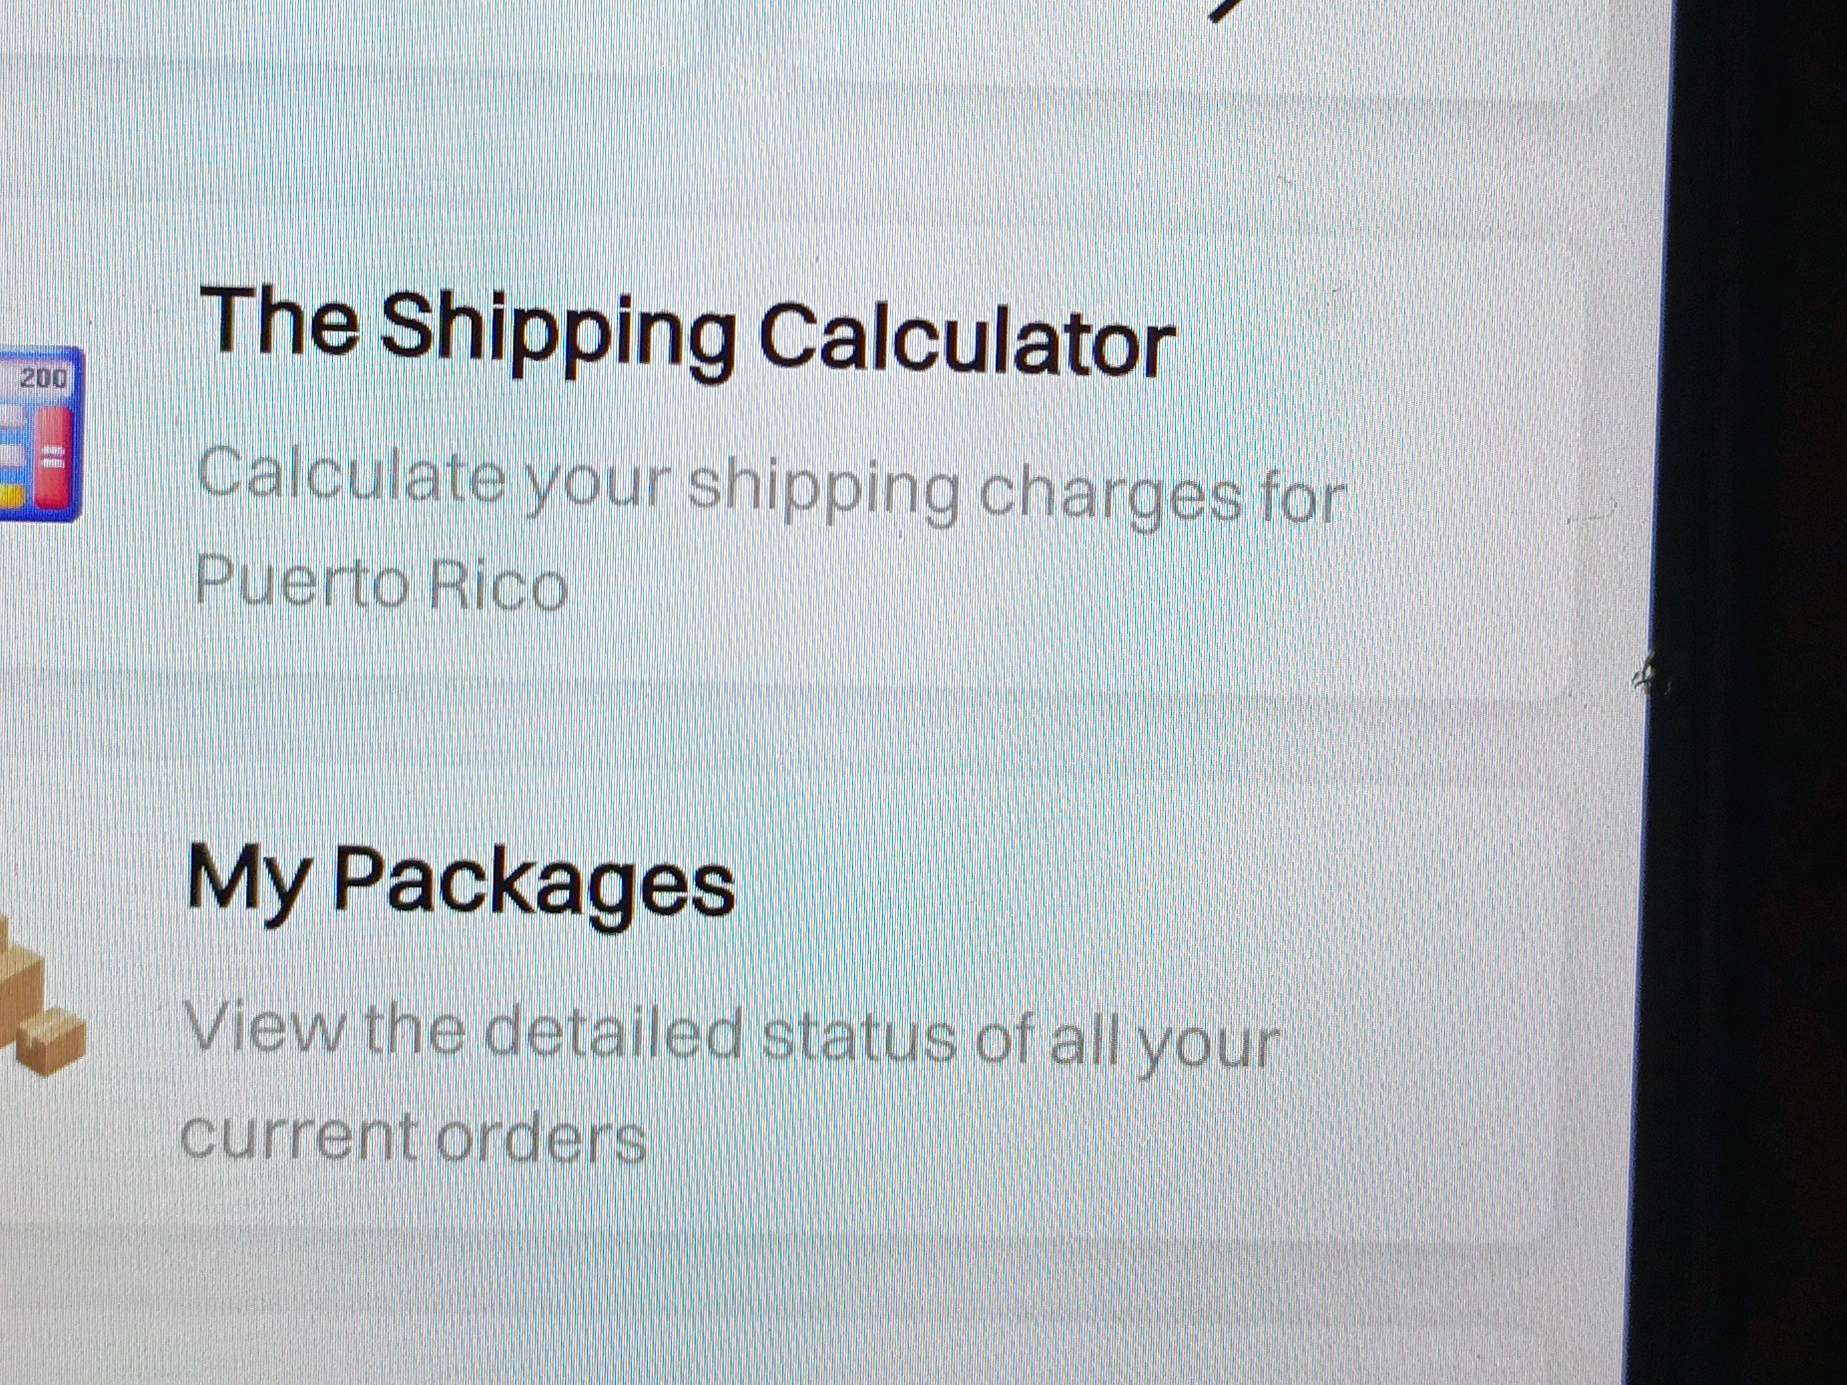 The Shipping Calculator
200
Calculate your shipping charges for
Puerto Rico
My Packages
View the detailed status of all your
current orders